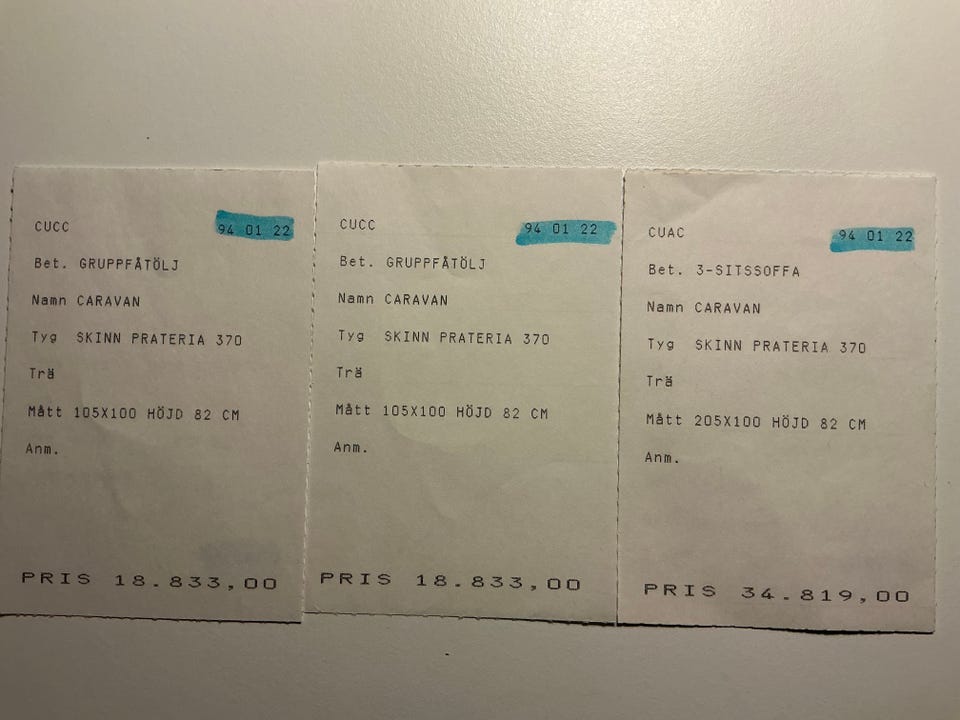 CUCC 94 01 22
Bet. GRUPPFÅTÖLJ
Namn CARAVAN
Tyg SKINN PRATERIA 370
Trä
Mått 105X100 HÖJD 82 CM
Anm.
PRIS 18.833,00
CUCC 94 01 22
Bet. GRUPPFÅTÖLJ
Namn CARAVAN
Tyg SKINN PRATERIA 370
Trä
Mått 105X100 HÖJD 82 CM
Anm.
PRIS 18.833,00
CUAC 94 01 22
Bet. 3-SITSSOFFA
Namn CARAVAN
Tyg SKINN PRATERIA 370
Trä
Mått 205X100 HÖJD 82 CM
Anm.
PRIS 34.819,00